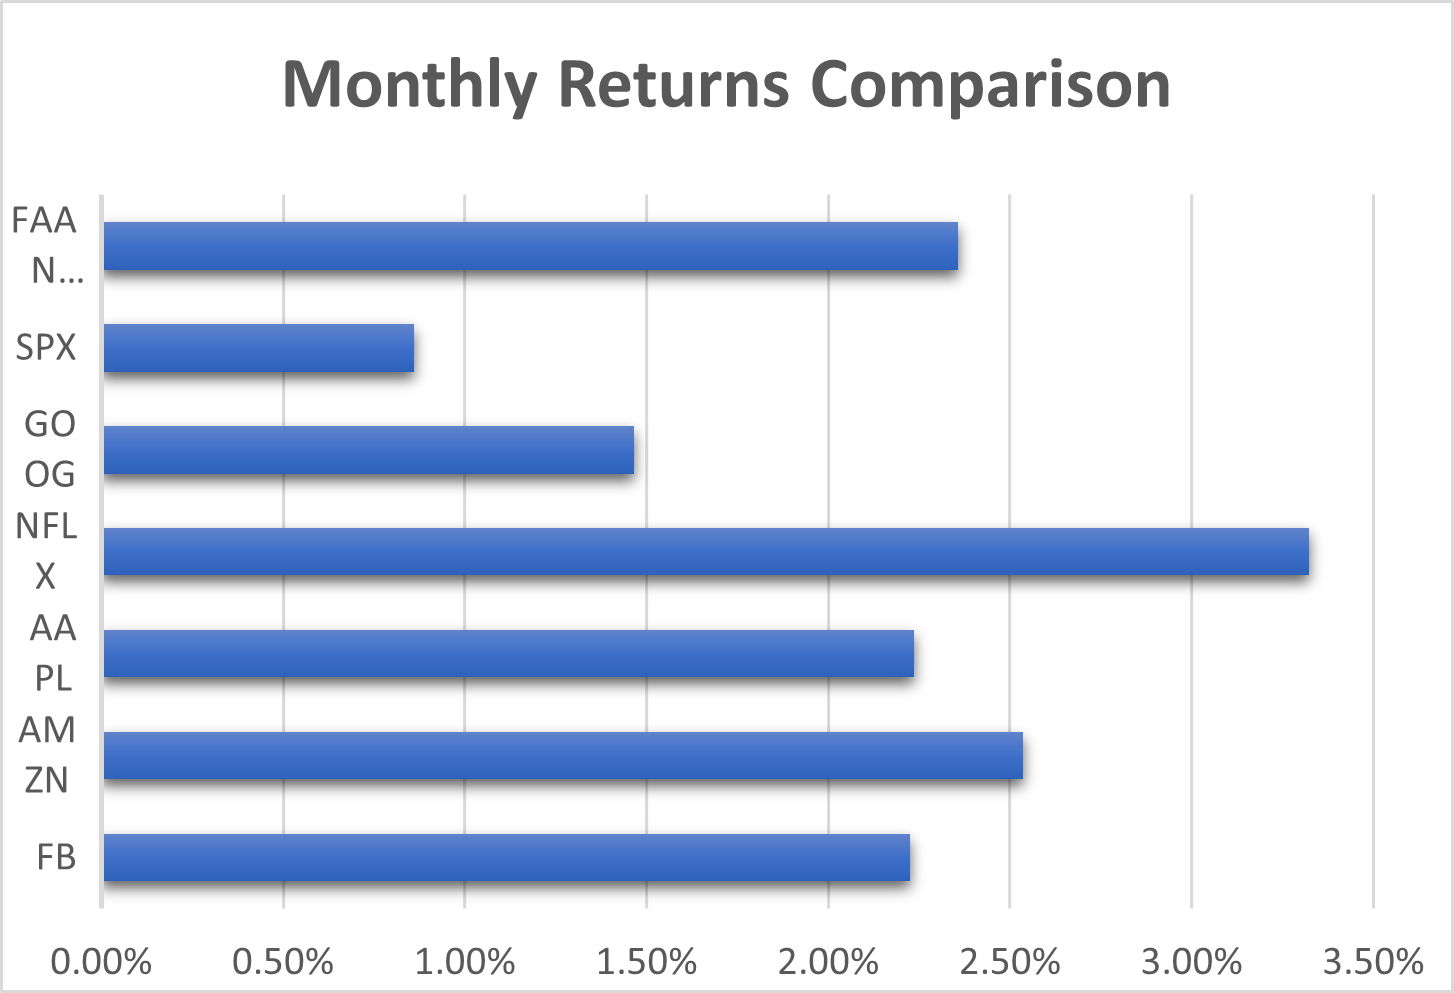 Monthly Returns Comparison
FAA
N...
SPX
GO
OG
NFL
X
AA
PL
AM
ZN
FB
0.00% 0.50% 1.00% 1.50% 2.00% 2.50% 3.00% 3.50%